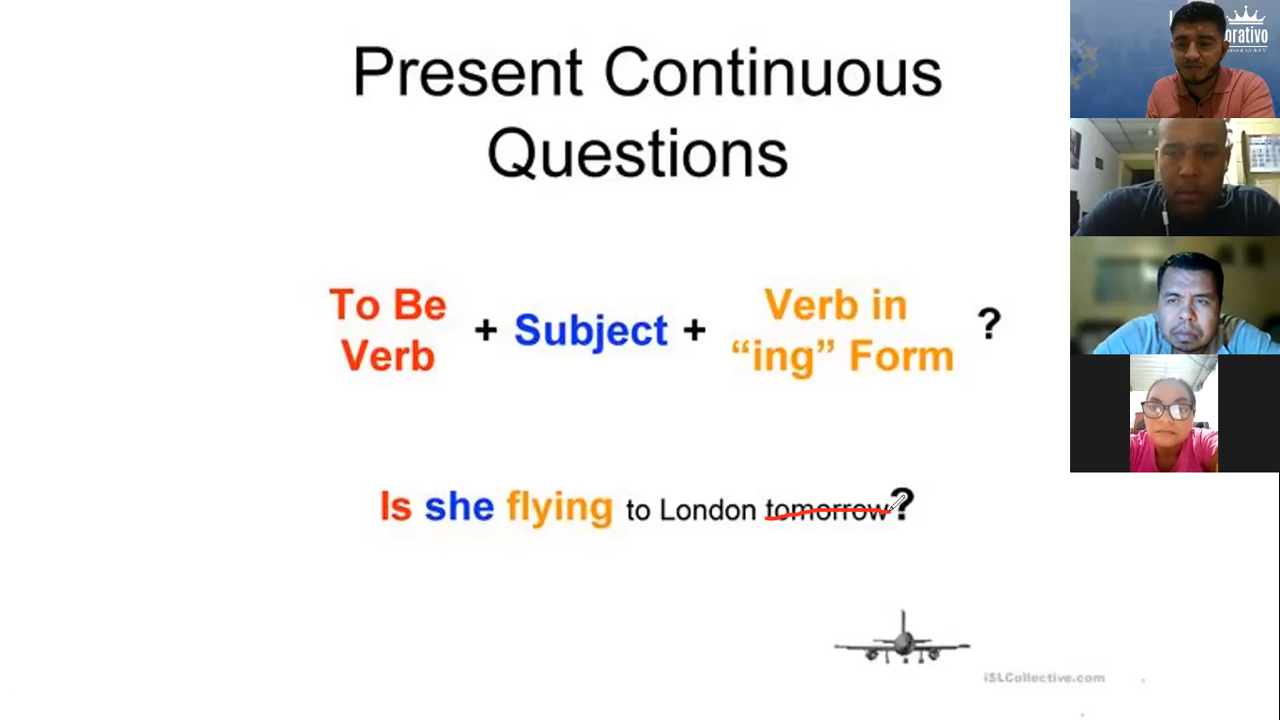 Present Continuous
Questions
To Be
Verb
+ Subject +
Verb in
“ing” Form
?
Is she flying to London tomorrow?
iSLCollective.com
orativo